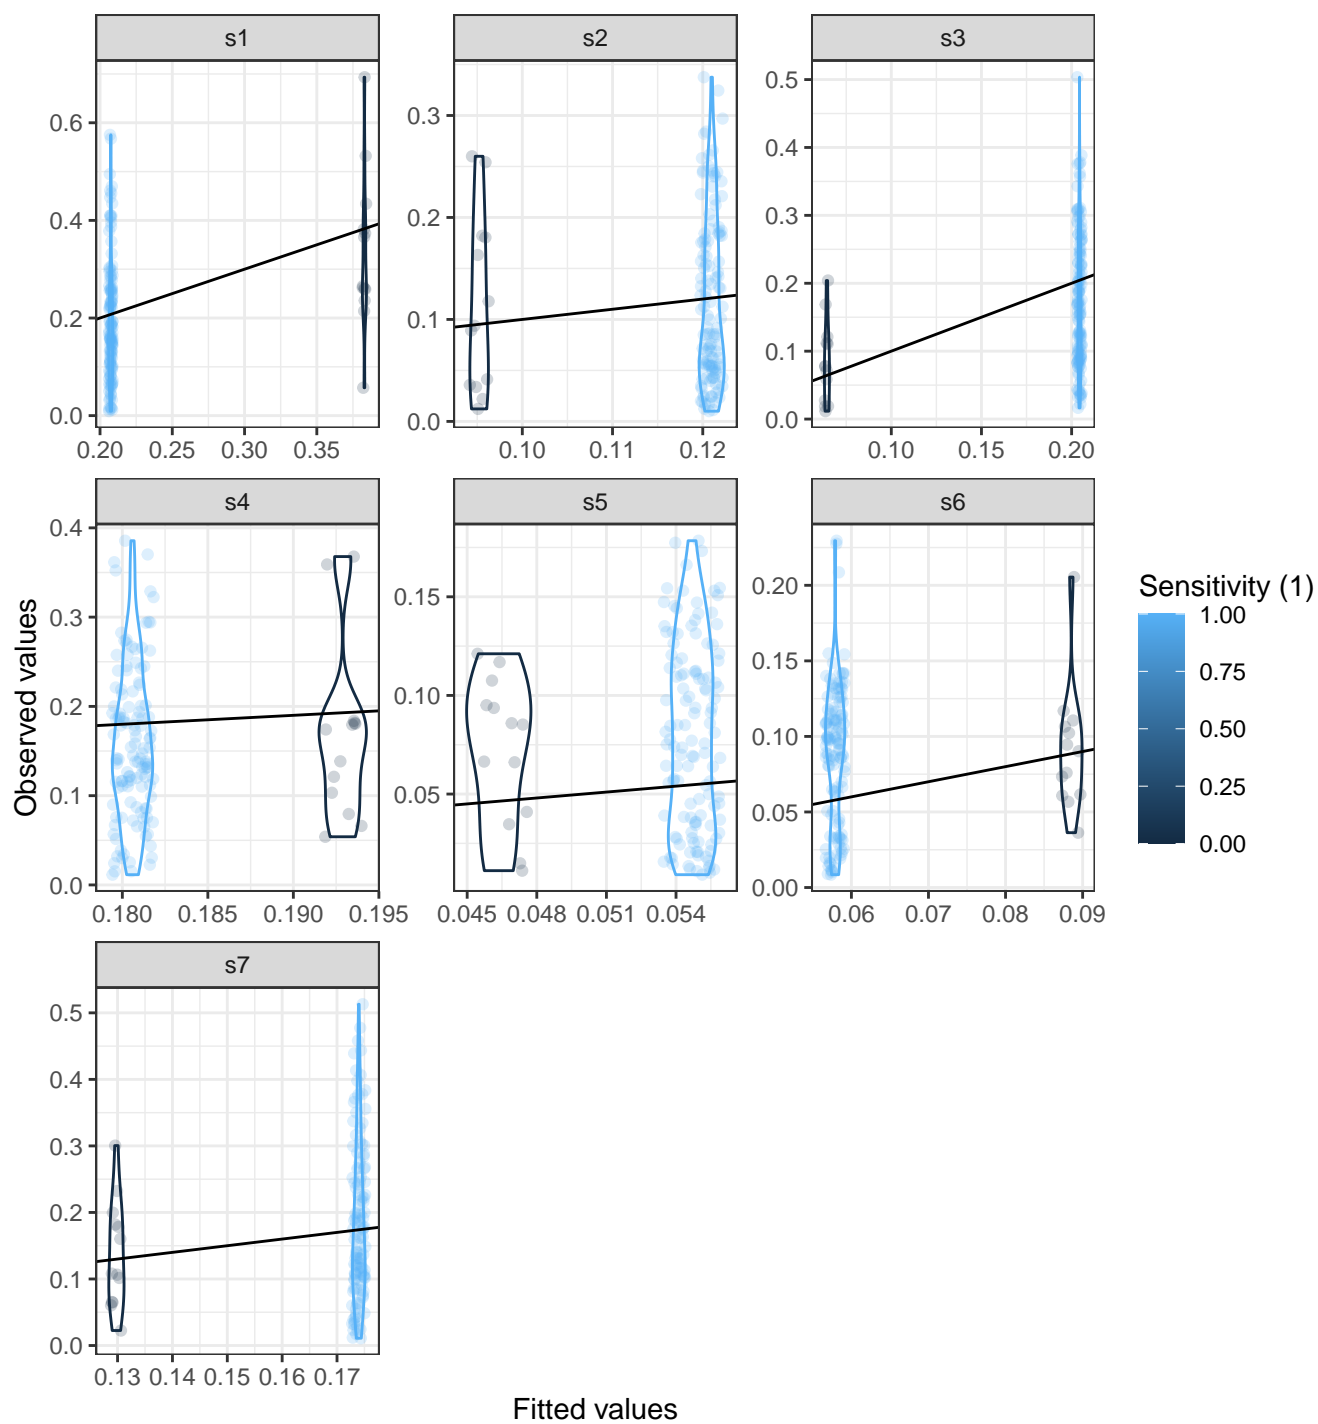 s1 s2 s3
0.6 0.4 0.2 0.0
0.20 0.25 0.30 0.35
0.3 0.2 0.1 0.0
0.10 0.11 0.12
0.5 0.4 0.3 0.2 0.1 0.0
0.10 0.15 0.20
s4 s5 s6
0.4 0.3 0.2 0.1 0.0
0.180 0.185 0.190 0.195
0.15 0.10 0.05
0.045 0.048 0.051 0.054
0.20 0.15 0.10 0.05 0.00
0.06 0.07 0.08 0.09
s7
0.5 0.4 0.3 0.2 0.1 0.0
0.13 0.14 0.15 0.16 0.17
Observed values
Fitted values
Sensitivity (1)
1.00
0.75
0.50
0.25
0.00